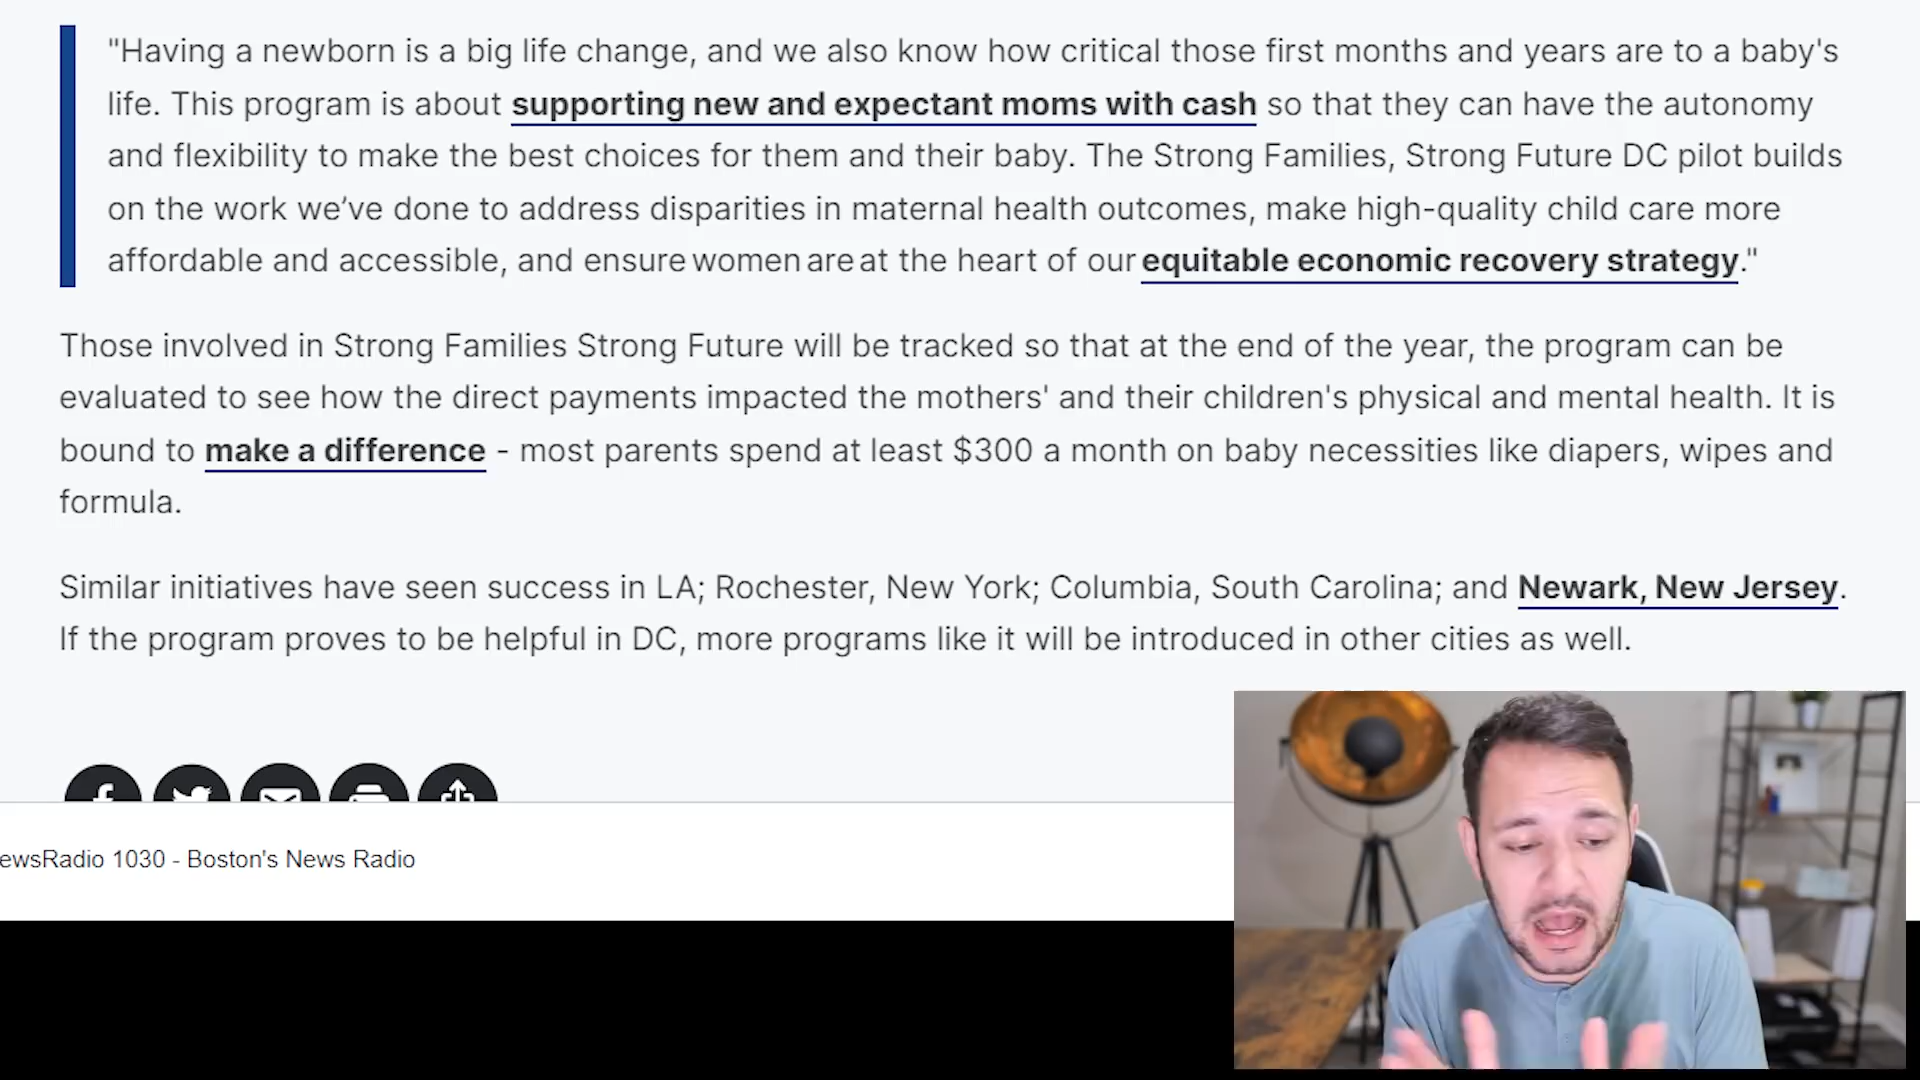 "Having a newborn is a big life change, and we also know how critical those first months and years are to a baby's
life. This program is about supporting new and expectant moms with cash so that they can have the autonomy
and flexibility to make the best choices for them and their baby. The Strong Families, Strong Future DC pilot builds
on the work we’ve done to address disparities in maternal health outcomes, make high-quality child care more
affordable and accessible, and ensure women are at the heart of our equitable economic recovery strategy."
Those involved in Strong Families Strong Future will be tracked so that at the end of the year, the program can be
evaluated to see how the direct payments impacted the mothers' and their children's physical and mental health. It is
bound to make a difference - most parents spend at least $300 a month on baby necessities like diapers, wipes and
formula.
Similar initiatives have seen success in LA; Rochester, New York; Columbia, South Carolina; and Newark, New Jersey.
If the program proves to be helpful in DC, more programs like it will be introduced in other cities as well.
ewsRadio 1030 - Boston's News Radio